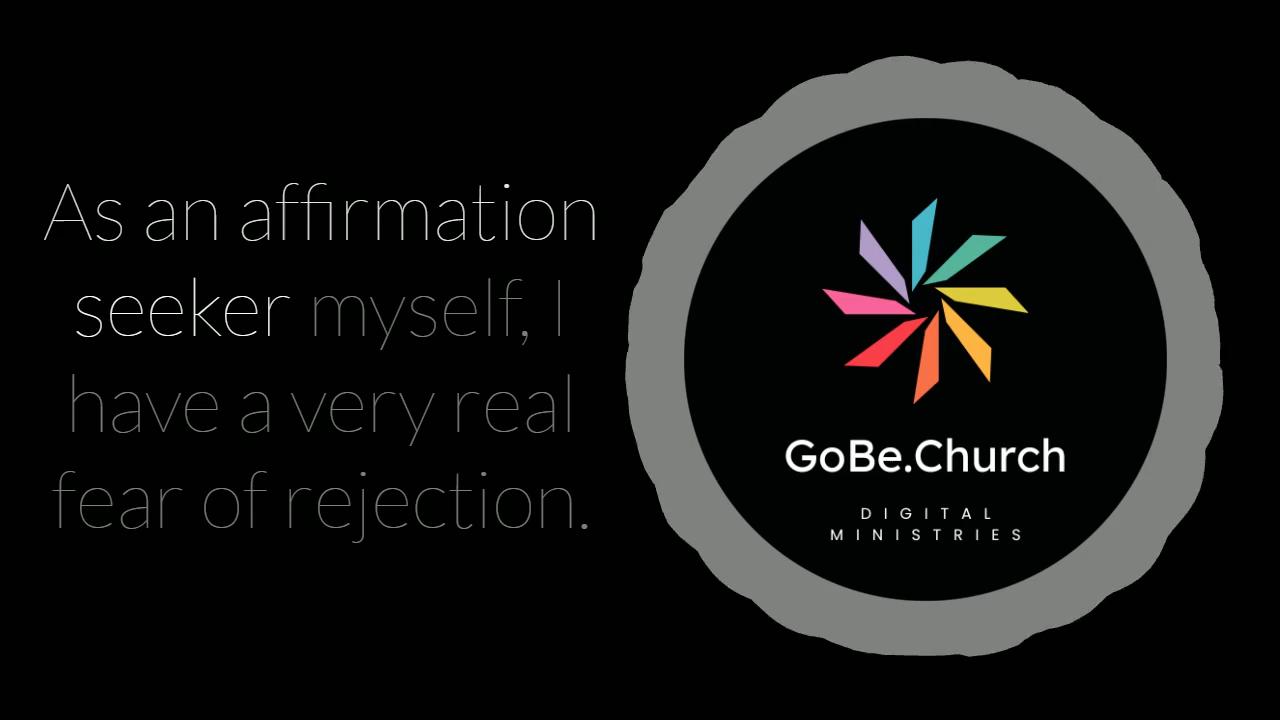 As an affirmation
seeker myself, I
have a very real
fear of rejection.
GoBe.Church
DIGITAL
MINISTRIES